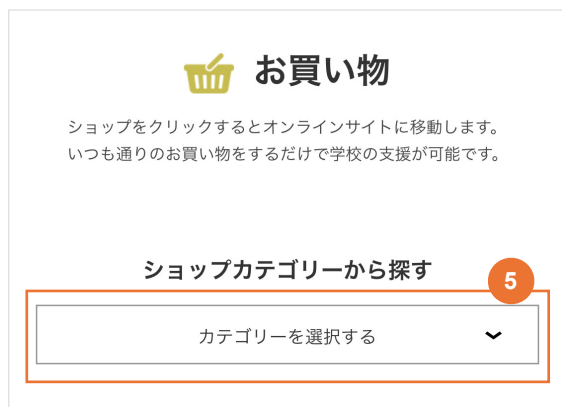 お買い物
ショップをクリックするとオンラインサイトに移動します。
いつも通りのお買い物をするだけで学校の支援が可能です。
ショップカテゴリーから探す
5
カテゴリーを選択する